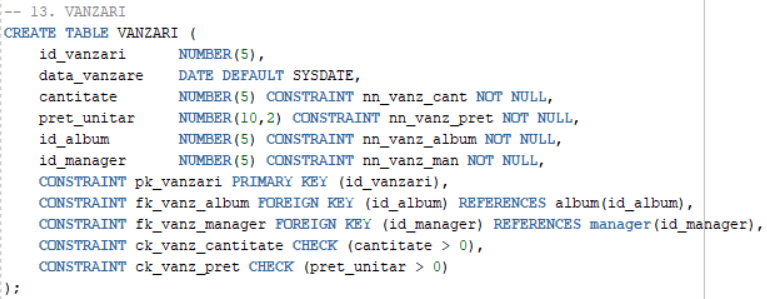 -- 13. VANZARI
CREATE TABLE VANZARI (
    id_vanzari      NUMBER(5),
    data_vanzare    DATE DEFAULT SYSDATE,
    cantitate       NUMBER(5) CONSTRAINT nn_vanz_cant NOT NULL,
    pret_unitar     NUMBER(10,2) CONSTRAINT nn_vanz_pret NOT NULL,
    id_album        NUMBER(5) CONSTRAINT nn_vanz_album NOT NULL,
    id_manager      NUMBER(5) CONSTRAINT nn_vanz_man NOT NULL,
    CONSTRAINT pk_vanzari PRIMARY KEY (id_vanzari),
    CONSTRAINT fk_vanz_album FOREIGN KEY (id_album) REFERENCES album(id_album),
    CONSTRAINT fk_vanz_manager FOREIGN KEY (id_manager) REFERENCES manager(id_manager),
    CONSTRAINT ck_vanz_cantitate CHECK (cantitate > 0),
    CONSTRAINT ck_vanz_pret CHECK (pret_unitar > 0)
);